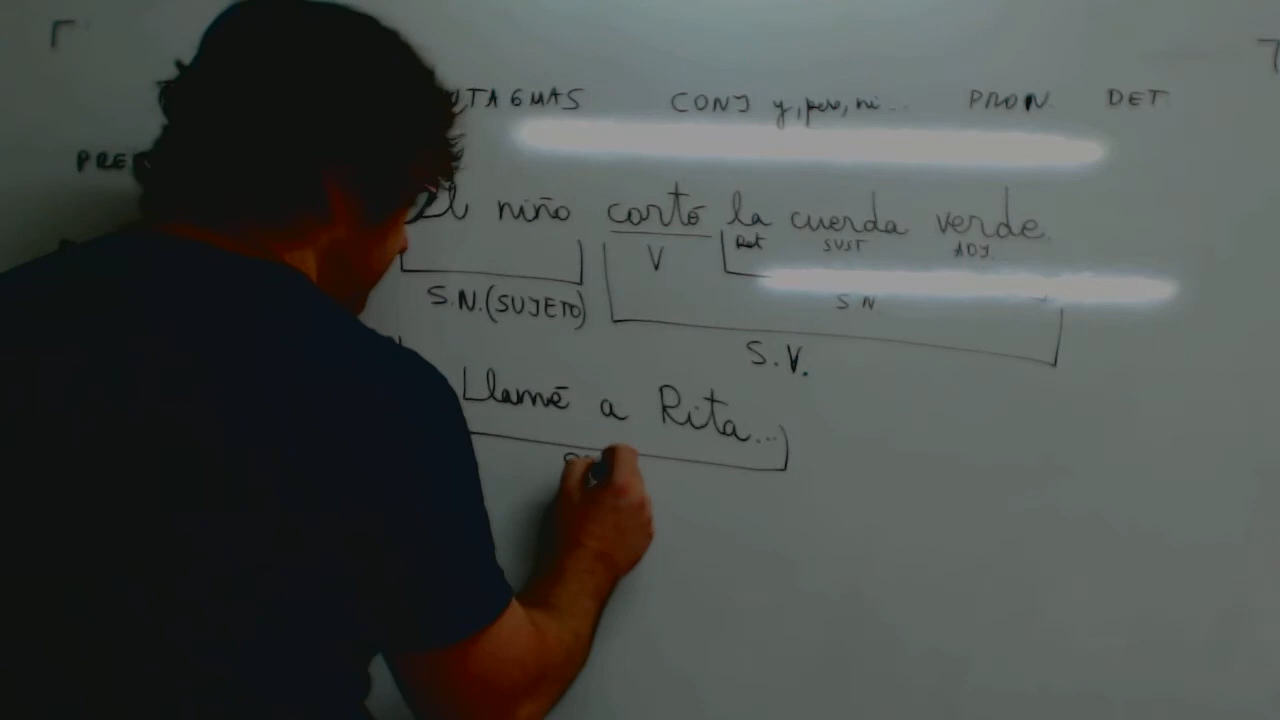 TAGMAS CONJ y, pero, ni... PRON. DET
PRE
El niño cortó la cuerda verde.
V Det SUST ADJ.
S.N. (SUJETO) S N
S.V.
Llamé a Rita...